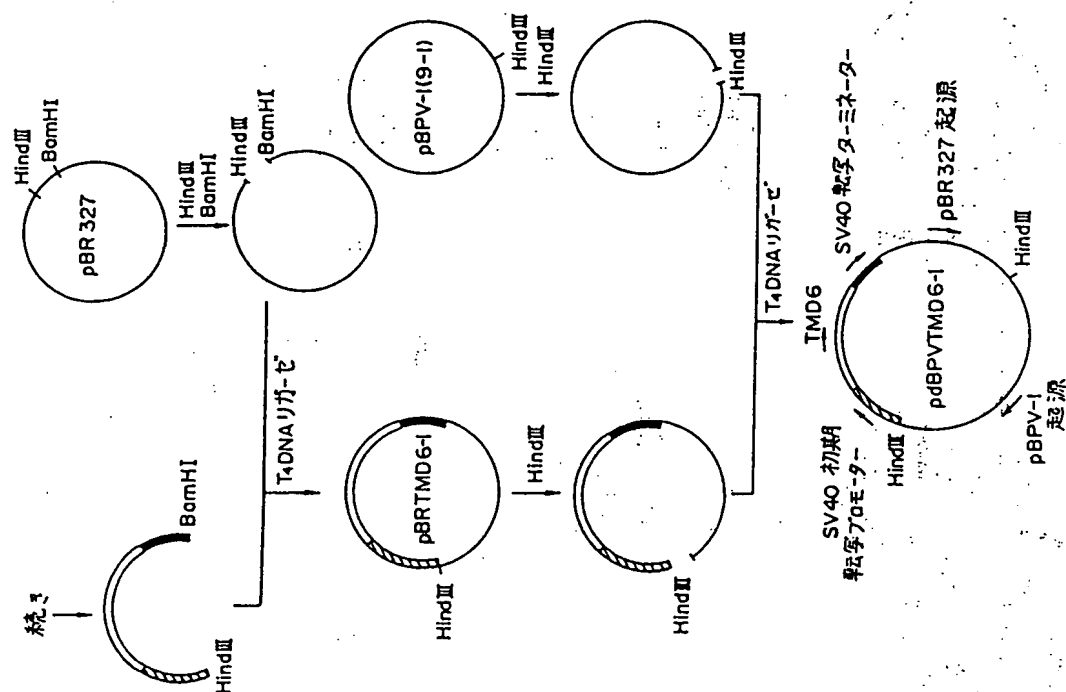 続き
HindⅢ
BamHI
pBR327
HindⅢ
BamHI
HindⅢ
BamHI
HindⅢ
BamHI
T₄DNAリガーゼ
pBRTMD6-1
HindⅢ
HindⅢ
HindⅢ
pBPV-1(9-1)
HindⅢ
HindⅢ
HindⅢ
T₄DNAリガーゼ
TMD6
SV40 初期
転写プロモーター
SV40 転写ターミネーター
pBR327 起源
HindⅢ
HindⅢ
pdBPVTMD6-1
pBPV-1
起源